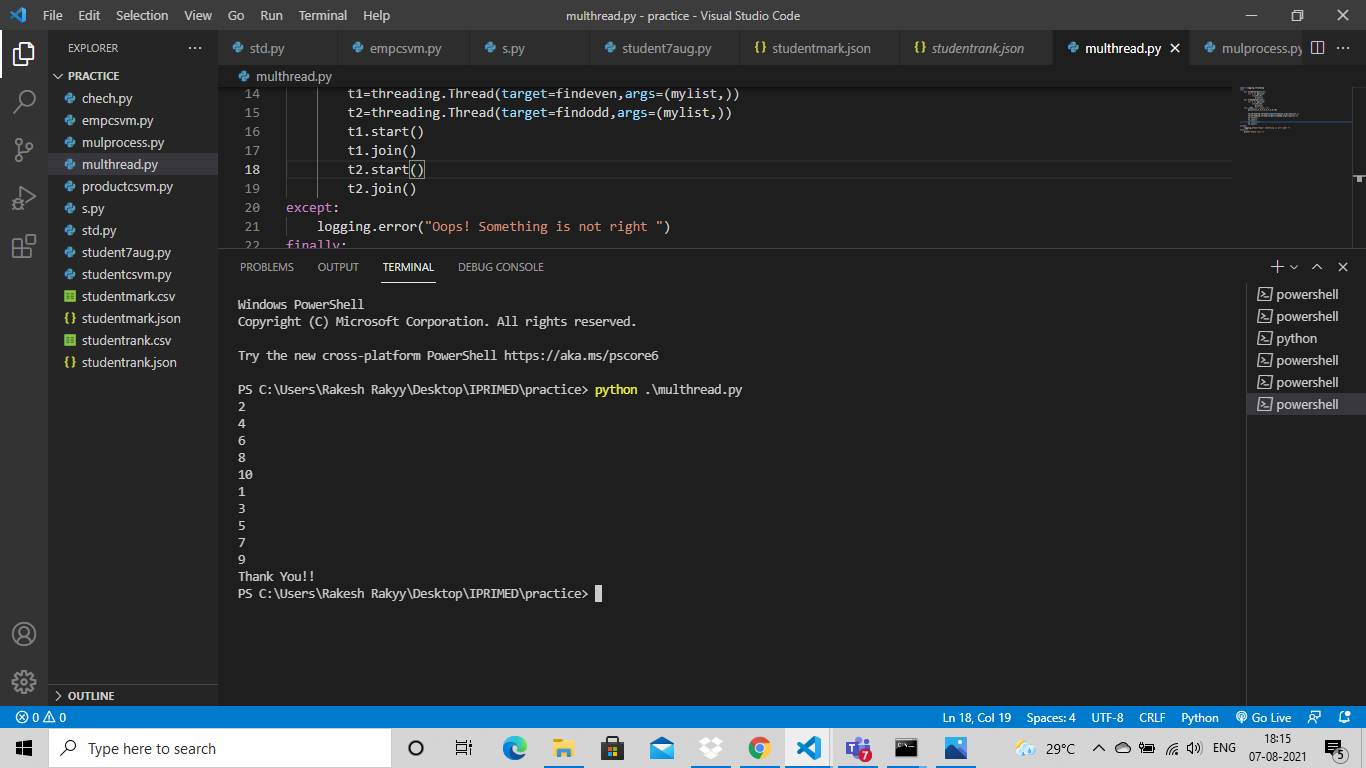 File Edit Selection View Go Run Terminal Help
multhread.py - practice - Visual Studio Code
EXPLORER
std.py
empcsvm.py
s.py
student7aug.py
{} studentmark.json
{} studentrank.json
multhread.py
mulprocess.py
PRACTICE
chech.py
empcsvm.py
mulprocess.py
multhread.py
productcsvm.py
s.py
std.py
student7aug.py
studentcsvm.py
studentmark.csv
{} studentmark.json
studentrank.csv
{} studentrank.json
OUTLINE
multhread.py
14 t1=threading.Thread(target=findeven,args=(mylist,))
15 t2=threading.Thread(target=findodd,args=(mylist,))
16 t1.start()
17 t1.join()
18 t2.start()
19 t2.join()
20 except:
21 logging.error("Oops! Something is not right ")
22 finally:
PROBLEMS OUTPUT TERMINAL DEBUG CONSOLE
Windows PowerShell
Copyright (C) Microsoft Corporation. All rights reserved.
Try the new cross-platform PowerShell https://aka.ms/pscore6
PS C:\Users\Rakesh Rakyy\Desktop\IPRIMED\practice> python .\multhread.py
2
4
6
8
10
1
3
5
7
9
Thank You!!
PS C:\Users\Rakesh Rakyy\Desktop\IPRIMED\practice>
powershell
powershell
python
powershell
powershell
powershell
0 0
Ln 18, Col 19 Spaces: 4 UTF-8 CRLF Python Go Live
Type here to search
7
29°C
ENG
18:15
07-08-2021
5